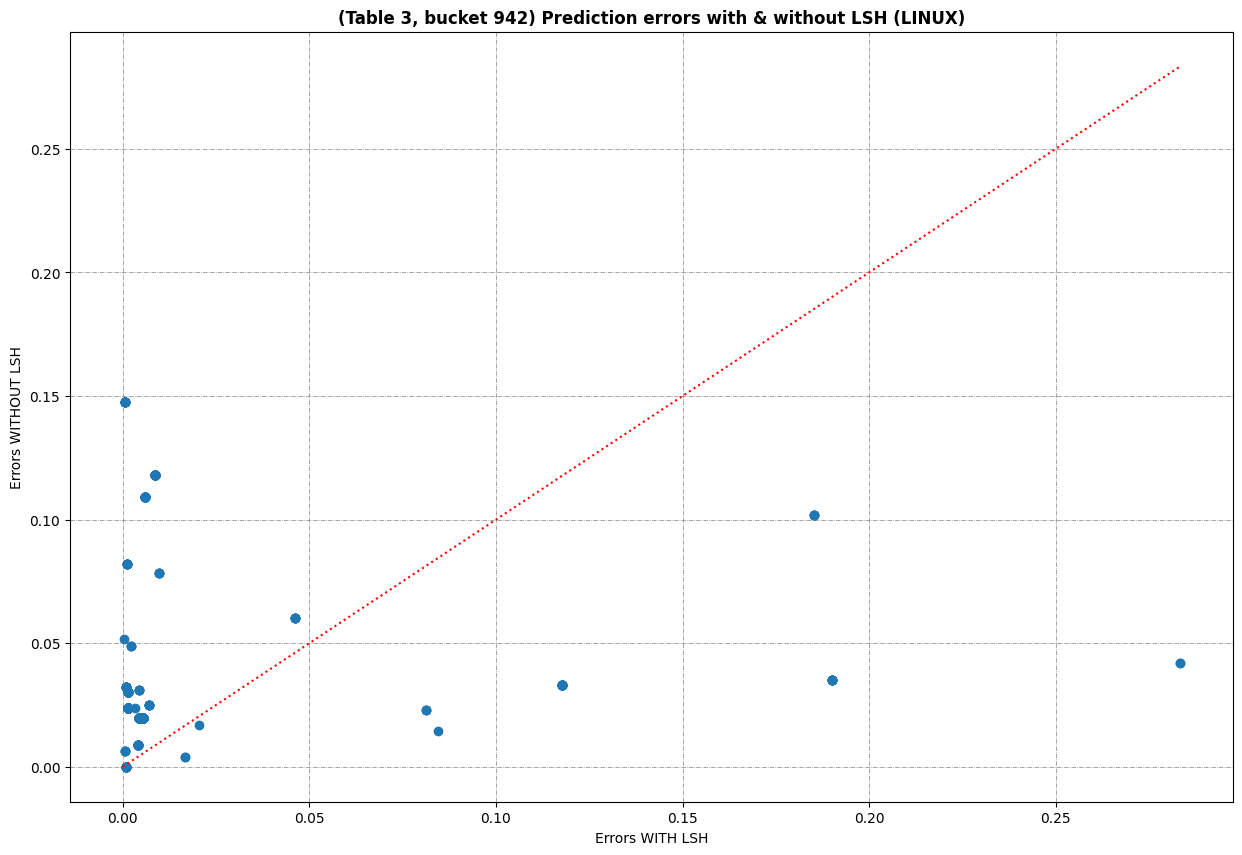 (Table 3, bucket 942) Prediction errors with & without LSH (LINUX)
Errors WITHOUT LSH
0.25
0.20
0.15
0.10
0.05
0.00
0.00 0.05 0.10 0.15 0.20 0.25
Errors WITH LSH